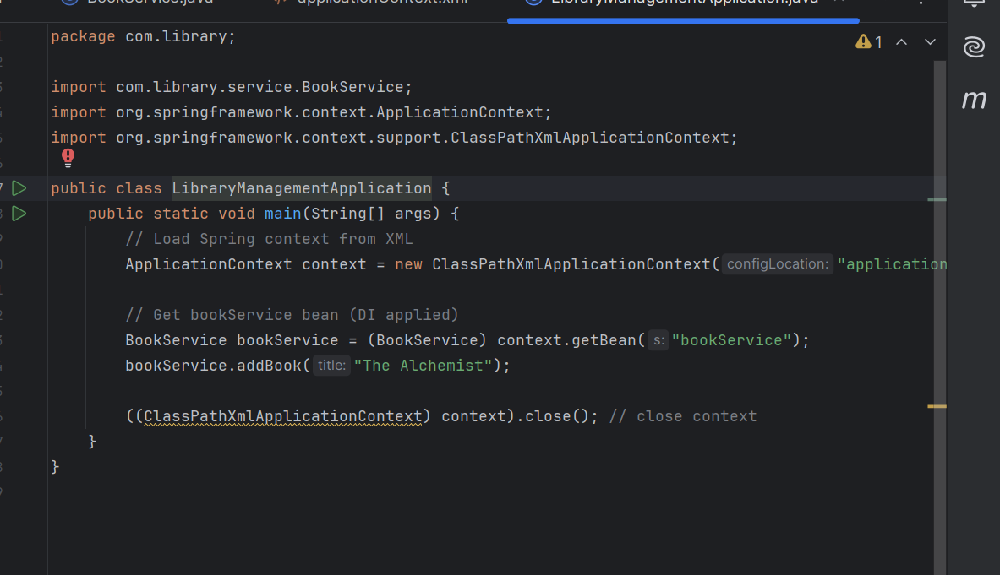 BookService.java applicationContext.xml LibraryManagementApplication.java
package com.library;
1
import com.library.service.BookService;
import org.springframework.context.ApplicationContext;
import org.springframework.context.support.ClassPathXmlApplicationContext;
m
public class LibraryManagementApplication {
public static void main(String[] args) {
// Load Spring context from XML
ApplicationContext context = new ClassPathXmlApplicationContext( configLocation: "application
// Get bookService bean (DI applied)
BookService bookService = (BookService) context.getBean( s: "bookService");
bookService.addBook( title: "The Alchemist");
((ClassPathXmlApplicationContext) context).close(); // close context
}
}